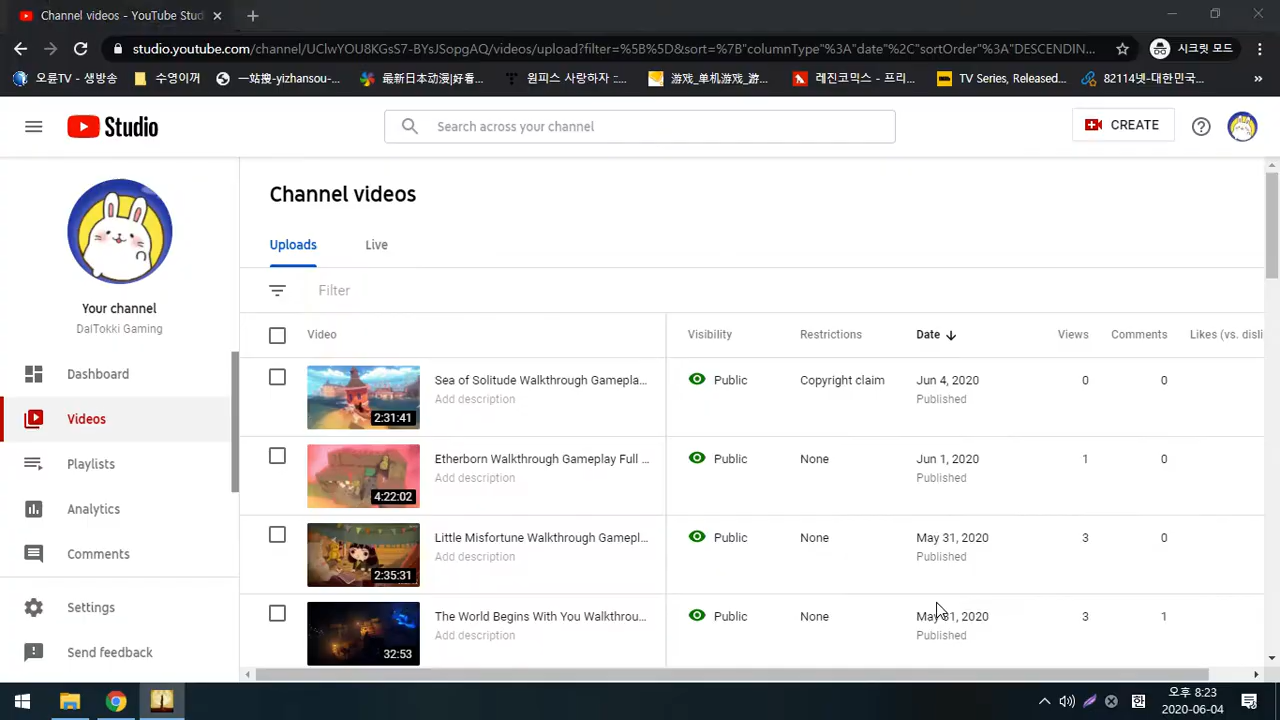 Channel videos - YouTube Stud
studio.youtube.com/channel/UClwYOU8KGsS7-BYsJSopgAQ/videos/upload?filter=%5B%5D&sort=%7B"columnType"%3A"date"%2C"sortOrder"%3A"DESCENDIN...
시크릿 모드
오륜TV - 생방송
수영이꺼
一站搬-yizhansou-...
最新日本动漫|好看...
원피스 사랑하자 ::...
游戏_单机游戏_游...
레진코믹스 - 프리...
TV Series, Released...
82114넷-대한민국...
»
Studio
Search across your channel
CREATE
Channel videos
Uploads
Live
Filter
Your channel
DalTokki Gaming
Dashboard
Videos
Playlists
Analytics
Comments
Settings
Send feedback
Video
Visibility
Restrictions
Date
Views
Comments
Likes (vs. disli
2:31:41
Sea of Solitude Walkthrough Gamepla...
Add description
Public
Copyright claim
Jun 4, 2020
Published
0
0
4:22:02
Etherborn Walkthrough Gameplay Full ...
Add description
Public
None
Jun 1, 2020
Published
1
0
2:35:31
Little Misfortune Walkthrough Gamepl...
Add description
Public
None
May 31, 2020
Published
3
0
32:53
The World Begins With You Walkthrou...
Add description
Public
None
May 31, 2020
Published
3
1
한
오후 8:23
2020-06-04